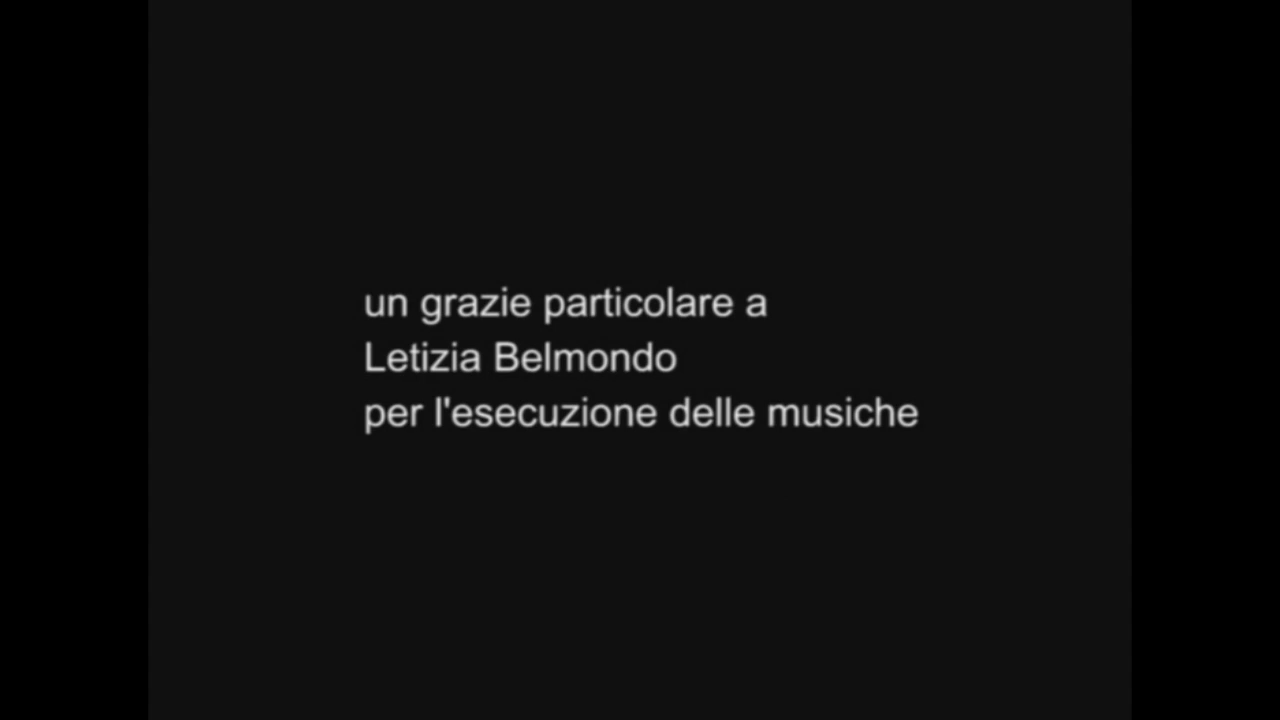 un grazie particolare a
Letizia Belmondo
per l'esecuzione delle musiche